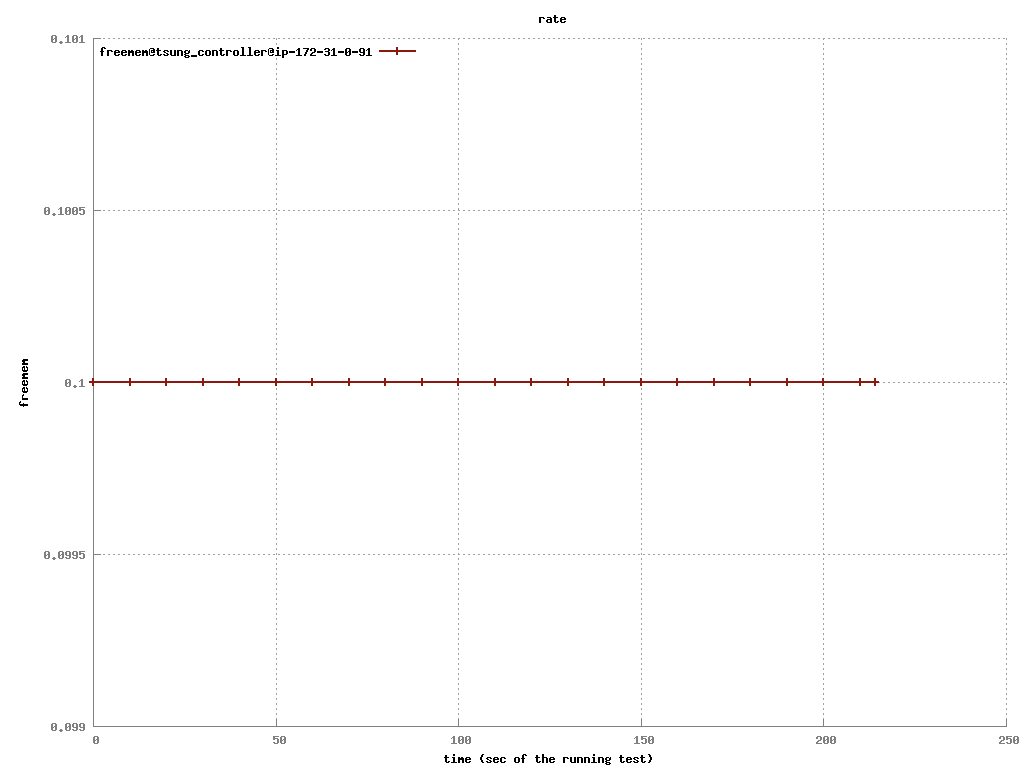 rate
0.101
freemem@tsung_controller@ip-172-31-0-91
0.1005
0.1
freemem
0.0995
0.099
0 50 100 150 200 250
time (sec of the running test)